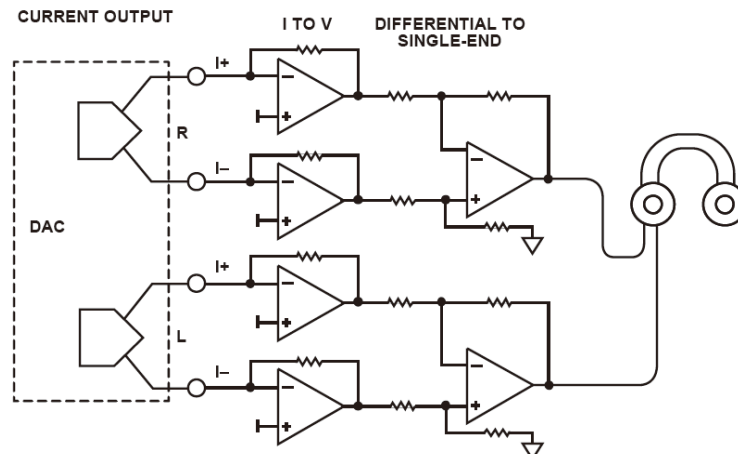 CURRENT OUTPUT
I TO V
DIFFERENTIAL TO
SINGLE-END
I+
−
+
R
−
+
I−
−
+
DAC
I+
−
+
L
−
+
I−
−
+